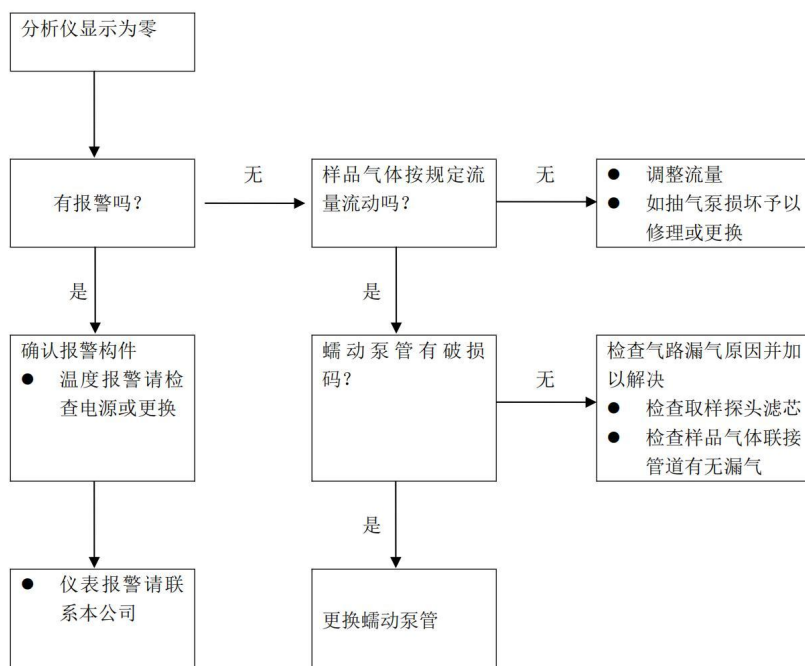 分析仪显示为零
有报警吗?
无
样品气体按规定流
量流动吗?
无
● 调整流量
● 如抽气泵损坏予以
修理或更换
是
是
确认报警构件
● 温度报警请检
查电源或更换
蠕动泵管有破损
码?
无
检查气路漏气原因并加
以解决
● 检查取样探头滤芯
● 检查样品气体联接
管道有无漏气
是
● 仪表报警请联
系本公司
更换蠕动泵管